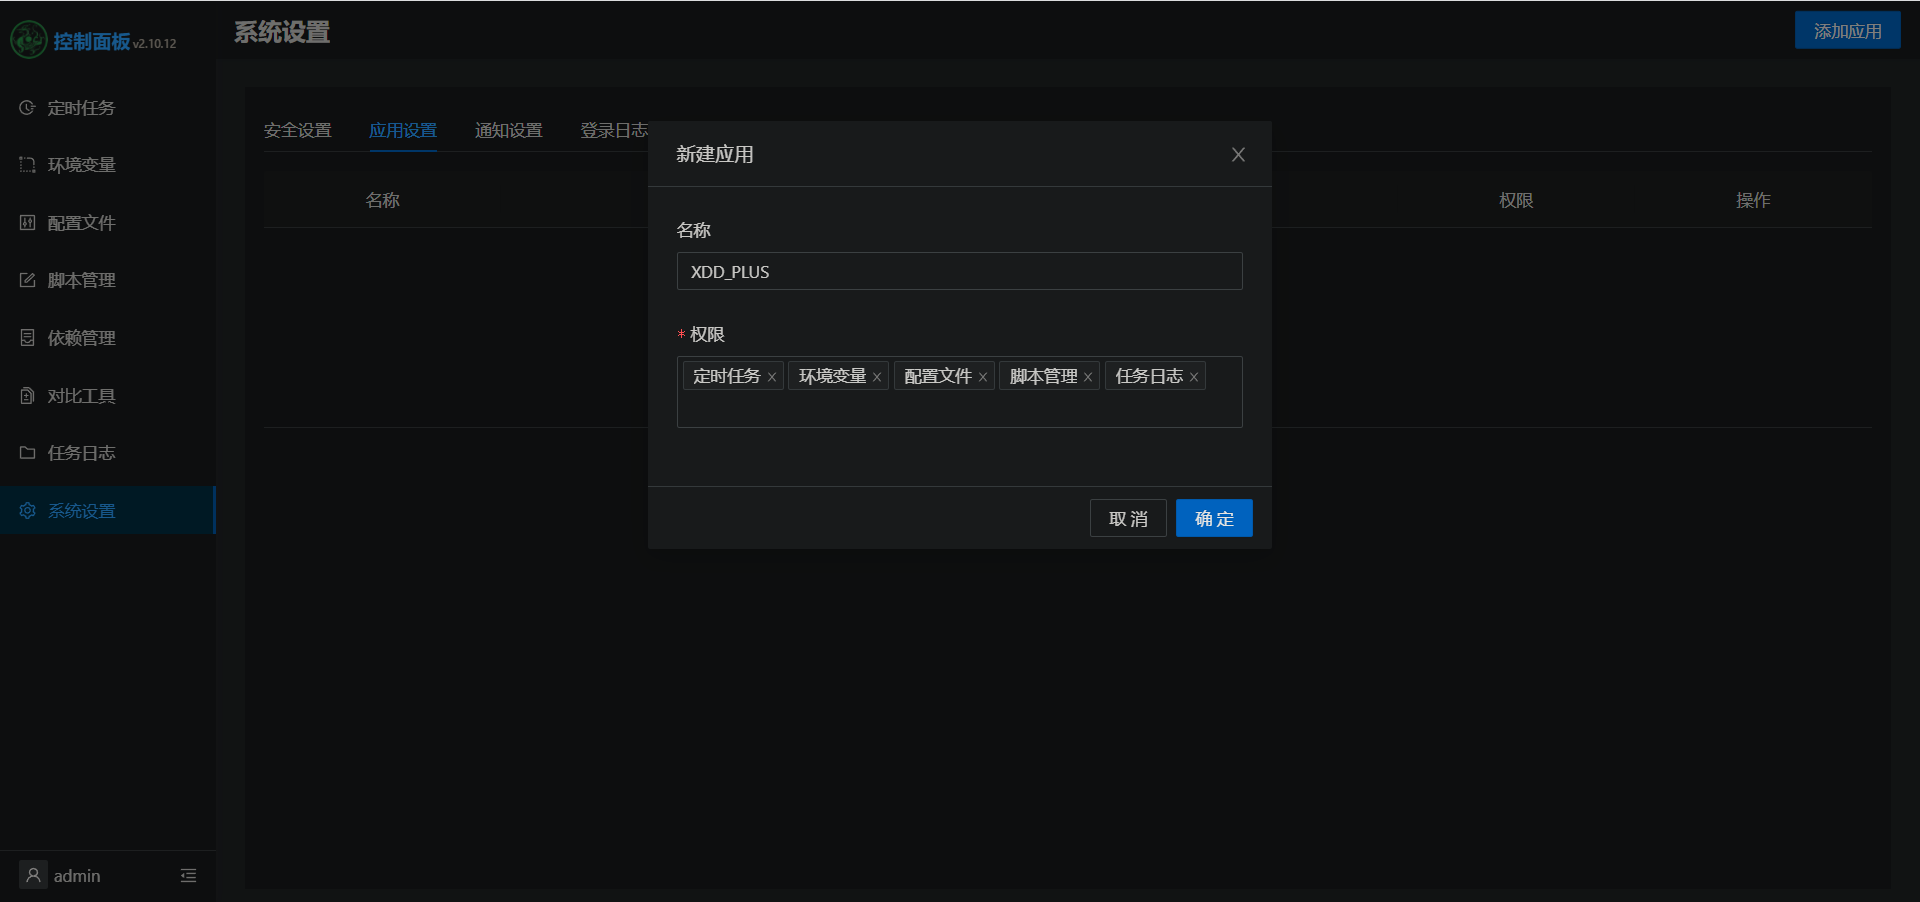 控制面板 v2.10.12
定时任务
环境变量
配置文件
脚本管理
依赖管理
对比工具
任务日志
系统设置
admin
系统设置
添加应用
安全设置 应用设置 通知设置 登录日志
名称 权限 操作
新建应用
名称
XDD_PLUS
* 权限
定时任务 × 环境变量 × 配置文件 × 脚本管理 × 任务日志 ×
取 消 确 定